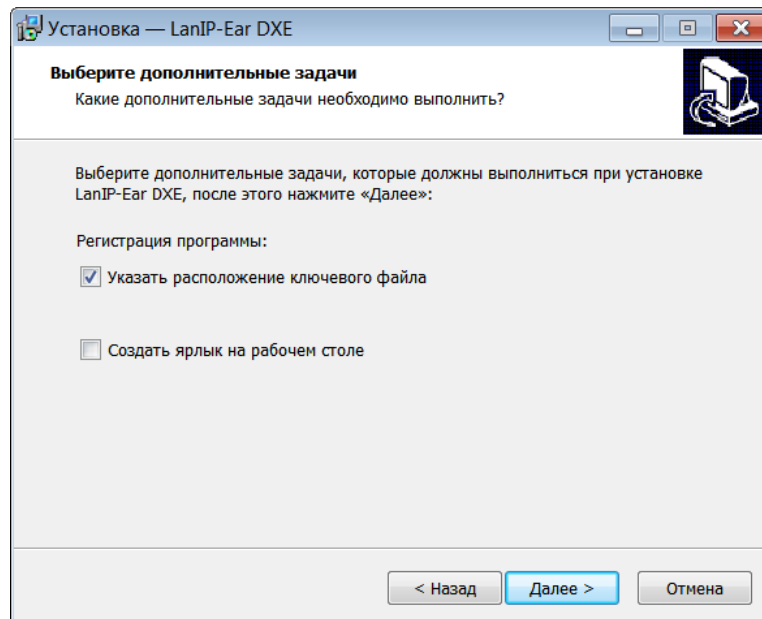 Установка — LanIP-Ear DXE
Выберите дополнительные задачи
Какие дополнительные задачи необходимо выполнить?
Выберите дополнительные задачи, которые должны выполниться при установке
LanIP-Ear DXE, после этого нажмите «Далее»:
Регистрация программы:
Указать расположение ключевого файла
Создать ярлык на рабочем столе
< Назад
Далее >
Отмена